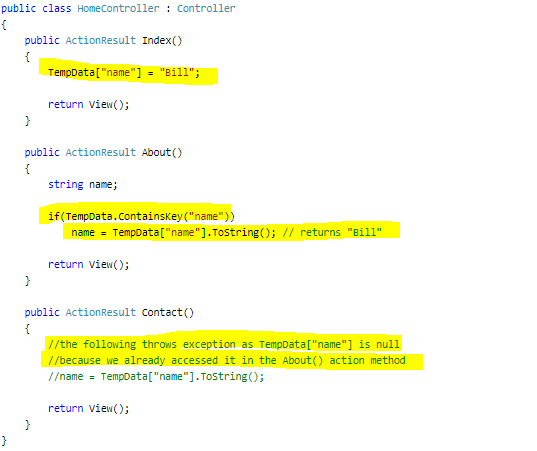 public class HomeController : Controller
{
    public ActionResult Index()
    {
        TempData["name"] = "Bill";

        return View();
    }

    public ActionResult About()
    {
        string name;

        if(TempData.ContainsKey("name"))
            name = TempData["name"].ToString(); // returns "Bill"

        return View();
    }

    public ActionResult Contact()
    {
        //the following throws exception as TempData["name"] is null
        //because we already accessed it in the About() action method
        //name = TempData["name"].ToString();

        return View();
    }
}